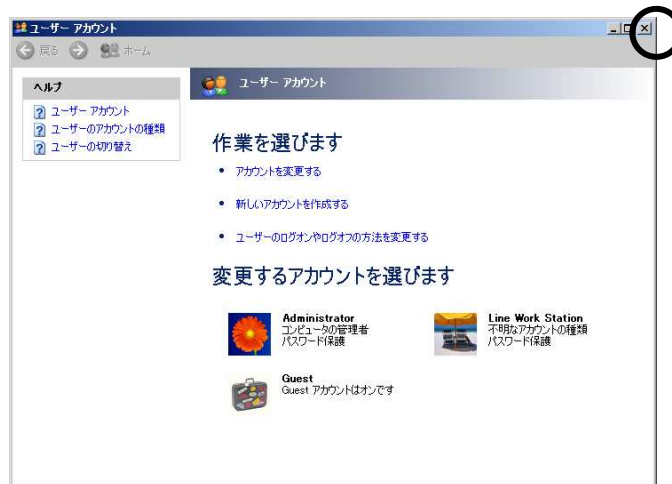 ユーザー アカウント
戻る ホーム
ヘルプ
ユーザー アカウント
ユーザーのアカウントの種類
ユーザーの切り替え
ユーザー アカウント
作業を選びます
• アカウントを変更する
• 新しいアカウントを作成する
• ユーザーのログオンやログオフの方法を変更する
変更するアカウントを選びます
Administrator
コンピュータの管理者
パスワード保護
Line Work Station
不明なアカウントの種類
パスワード保護
Guest
Guest アカウントはオンです